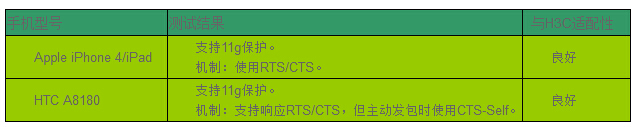 手机型号 测试结果 与H3C适配性
Apple iPhone 4/iPad 支持11g保护。
机制：使用RTS/CTS。 良好
HTC A8180 支持11g保护。
机制：支持响应RTS/CTS，但主动发包时使用CTS-Self。 良好